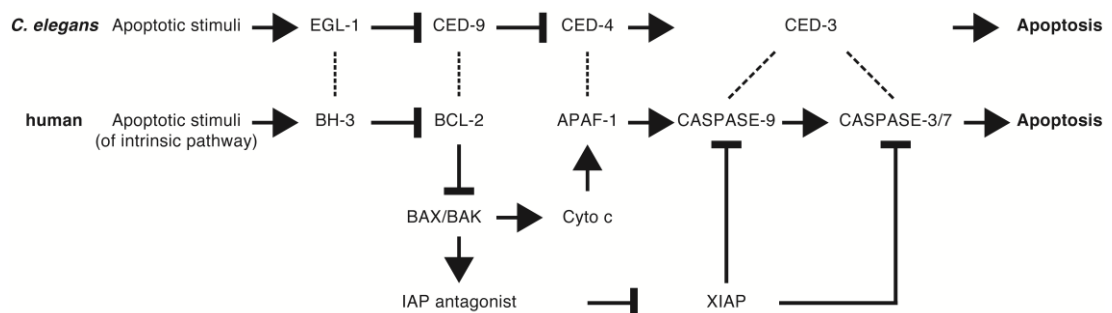 C. elegans Apoptotic stimuli EGL-1 CED-9 CED-4 CED-3 Apoptosis
human Apoptotic stimuli BH-3 BCL-2 APAF-1 CASPASE-9 CASPASE-3/7 Apoptosis
(of intrinsic pathway)
BAX/BAK Cyto c
IAP antagonist XIAP